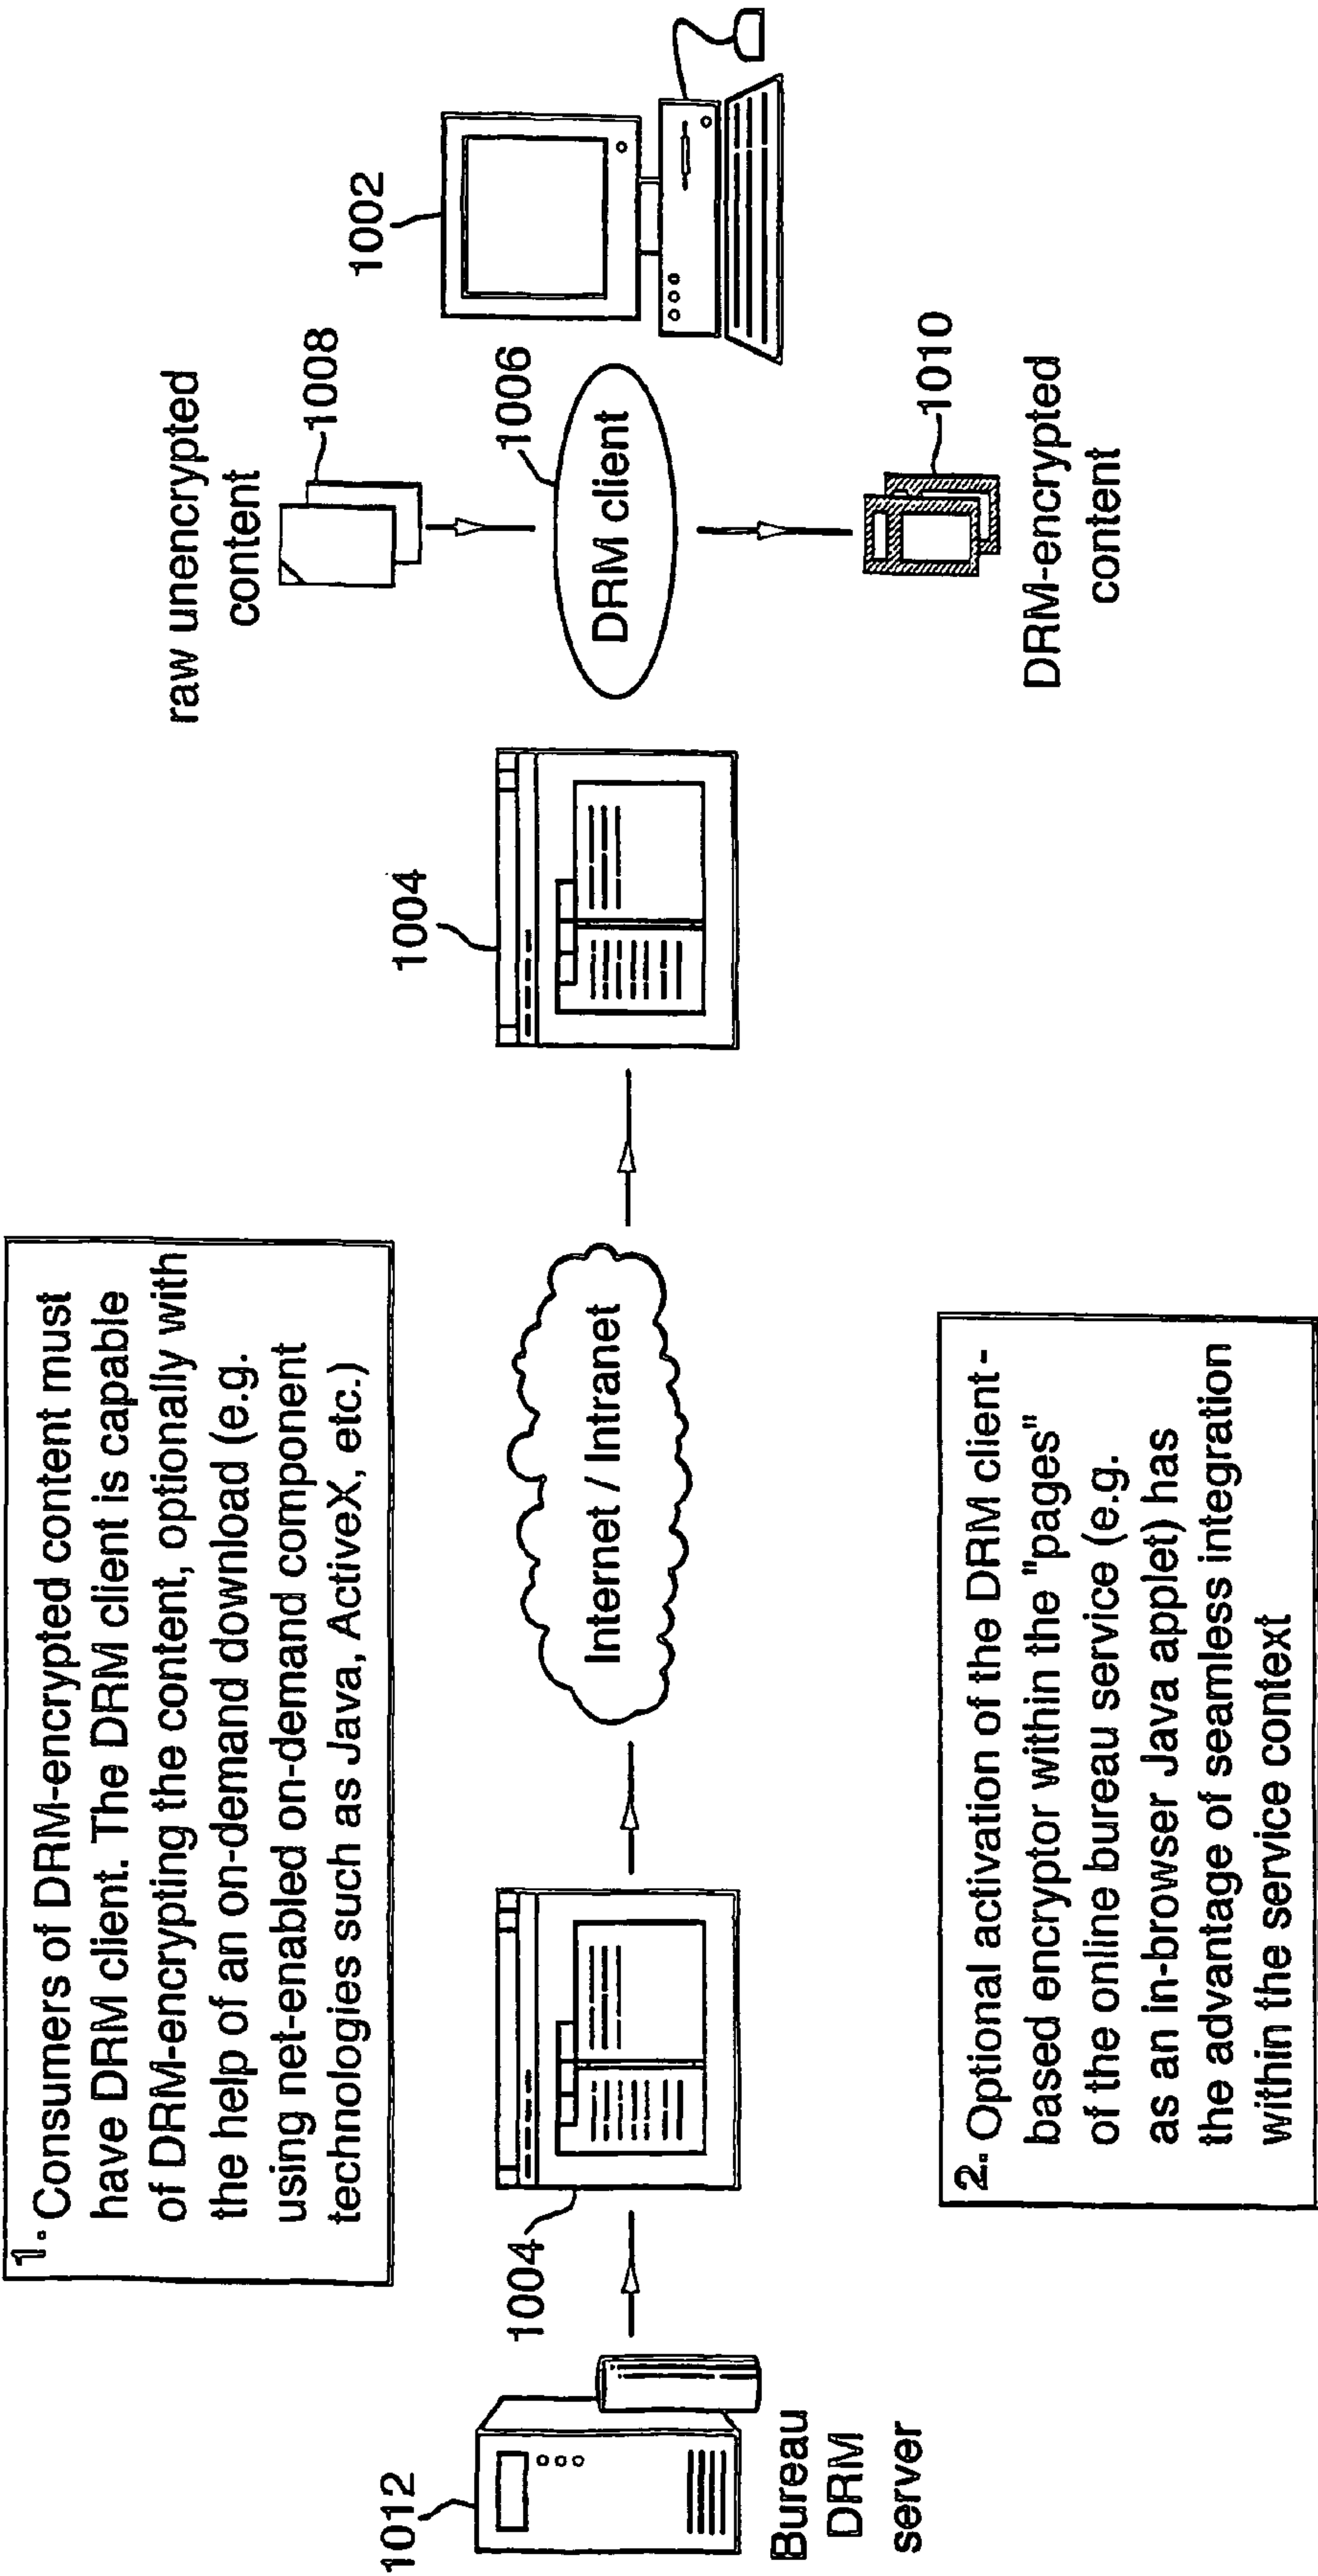 1. Consumers of DRM-encrypted content must
have DRM client. The DRM client is capable
of DRM-encrypting the content, optionally with
the help of an on-demand download (e.g.
using net-enabled on-demand component
technologies such as Java, ActiveX, etc.)
raw unencrypted
content
1008
1002
1012
1004
Internet / Intranet
1004
1006
DRM client
Bureau
DRM
server
1010
DRM-encrypted
content
2. Optional activation of the DRM client-
based encryptor within the "pages"
of the online bureau service (e.g.
as an in-browser Java applet) has
the advantage of seamless integration
within the service context